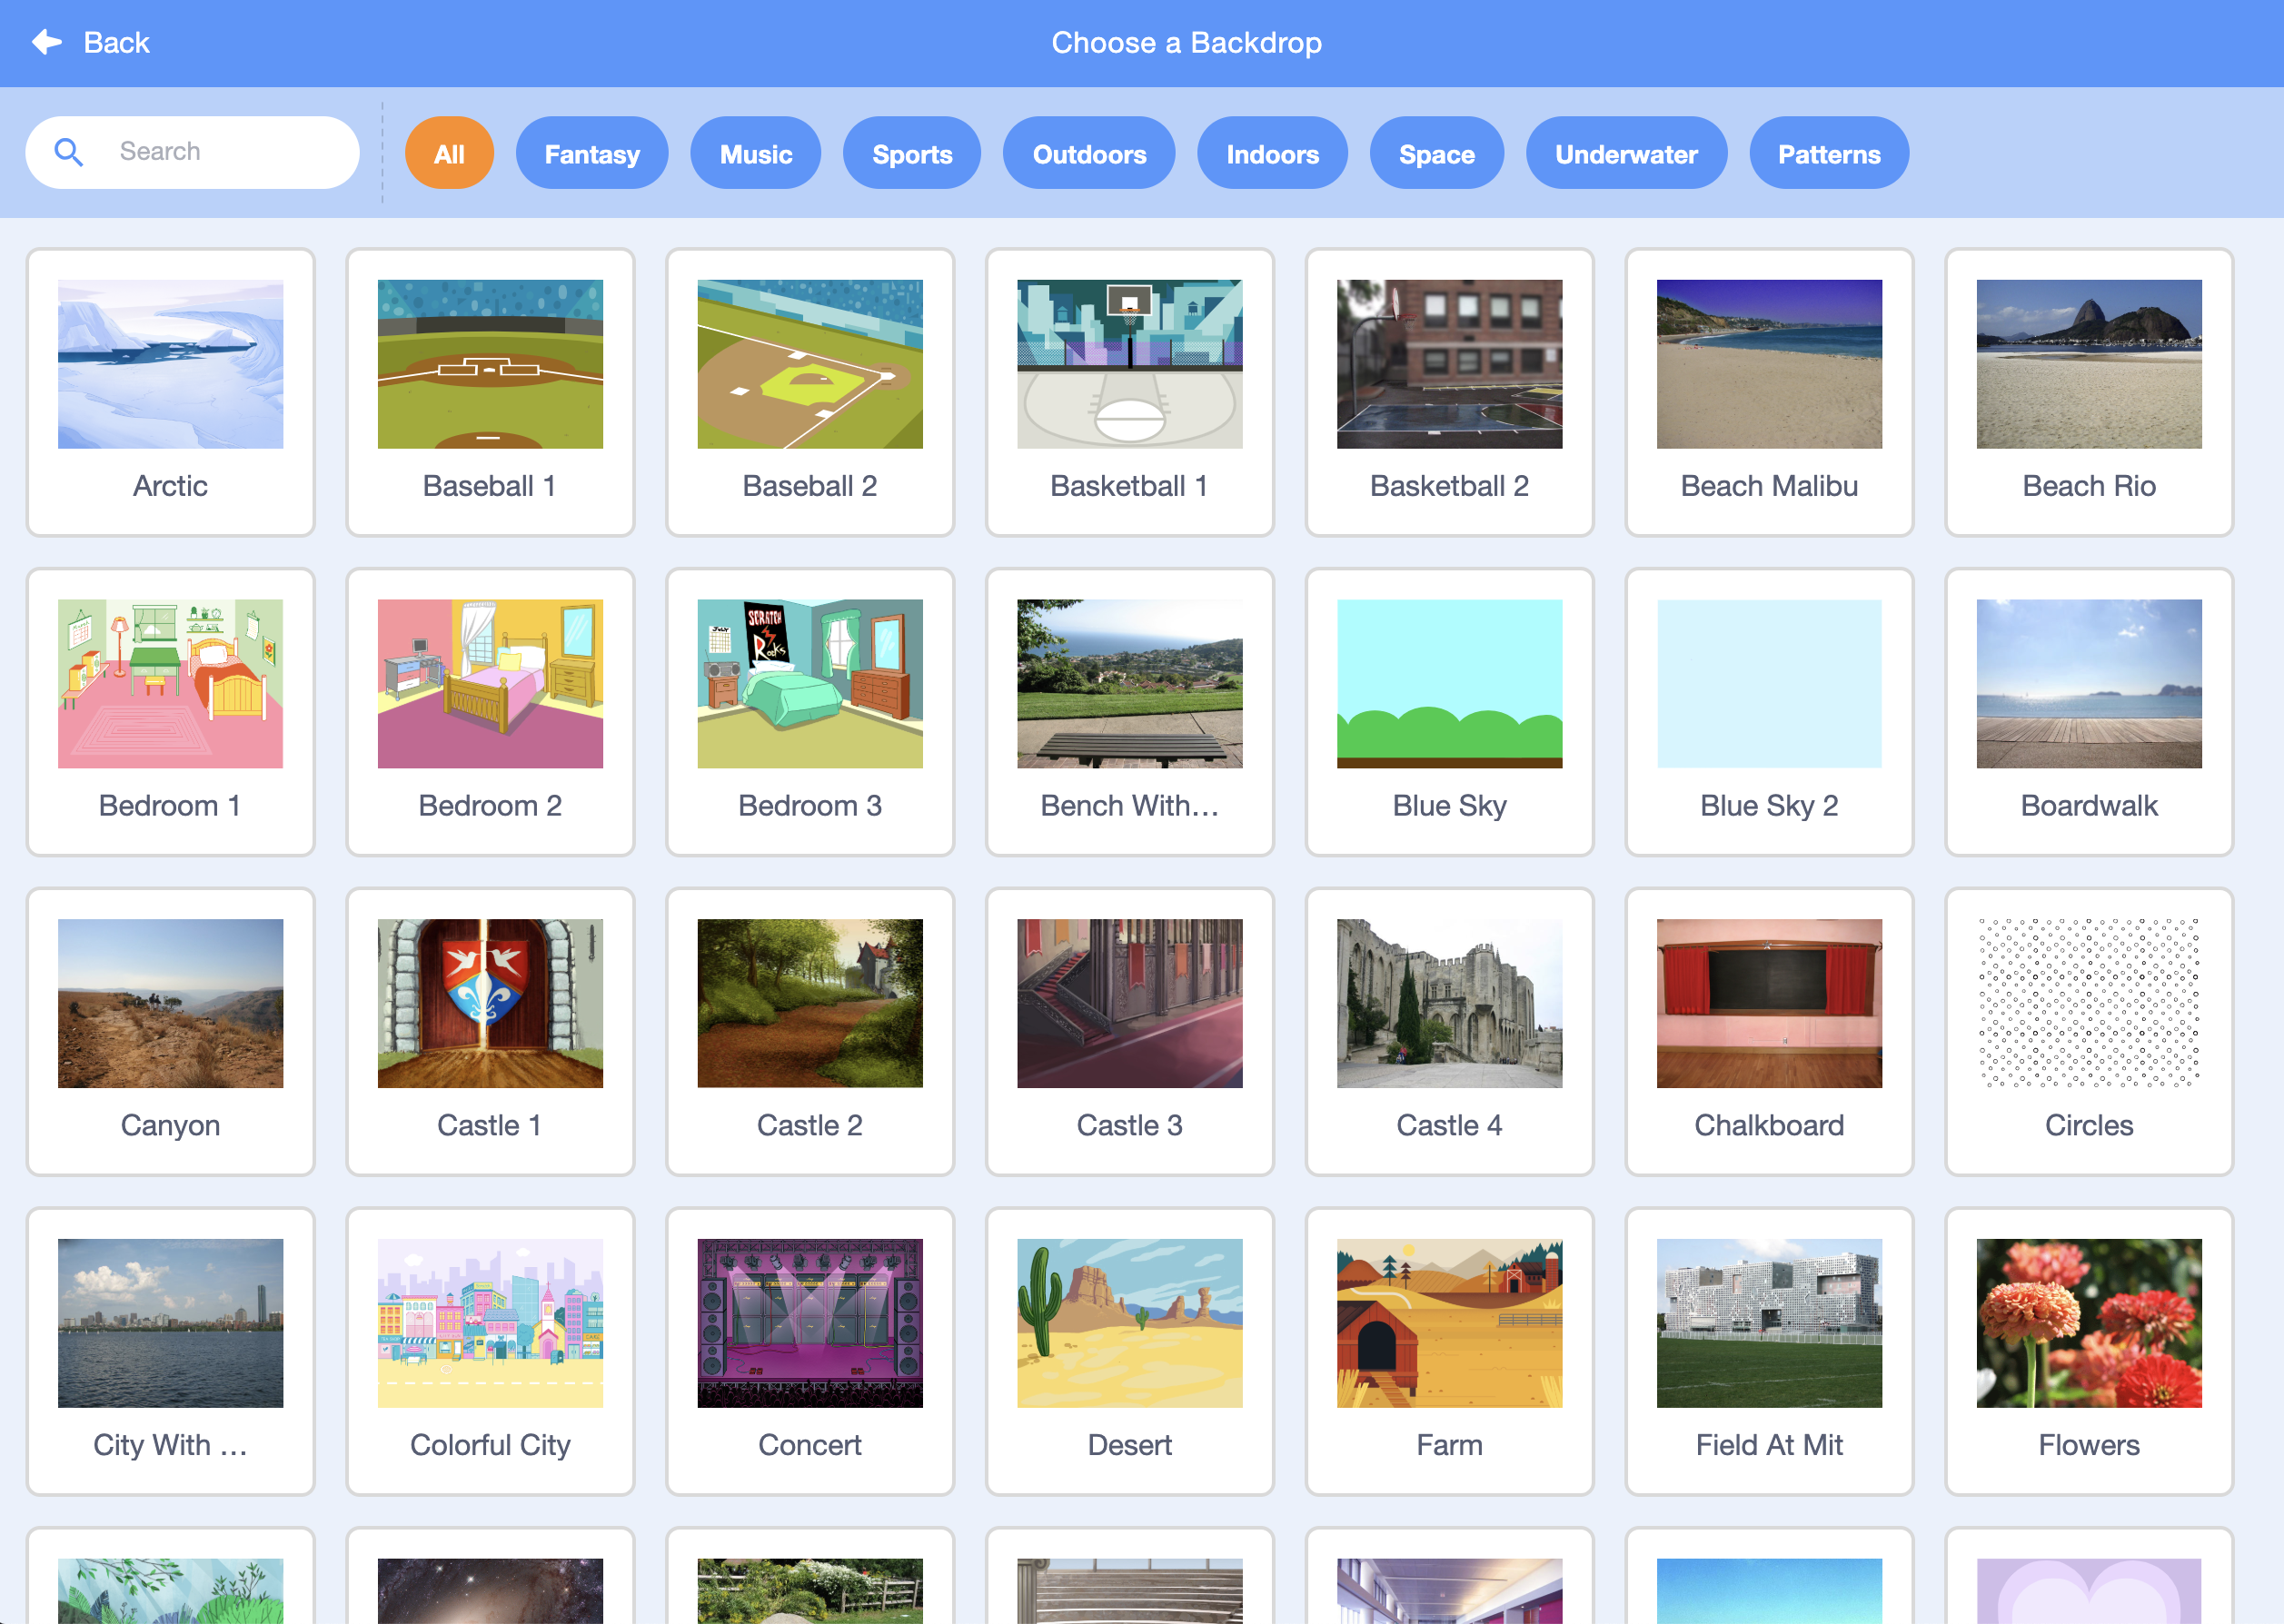 Back
Choose a Backdrop
Search
All
Fantasy
Music
Sports
Outdoors
Indoors
Space
Underwater
Patterns
Arctic
Baseball 1
Baseball 2
Basketball 1
Basketball 2
Beach Malibu
Beach Rio
July
SCRATCH
Rocks
Bedroom 1
Bedroom 2
Bedroom 3
Bench With...
Blue Sky
Blue Sky 2
Boardwalk
Canyon
Castle 1
Castle 2
Castle 3
Castle 4
Chalkboard
Circles
City With ...
Colorful City
Concert
Desert
Farm
Field At Mit
Flowers